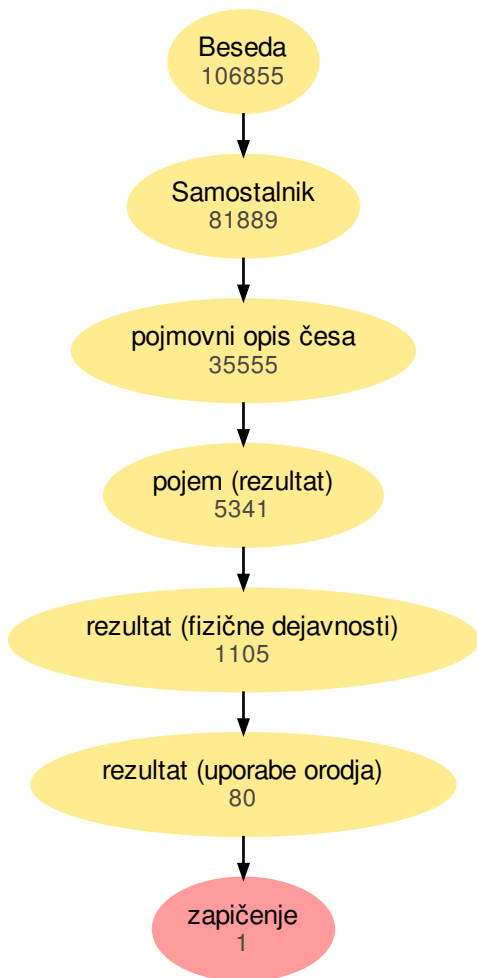 Beseda
106855
Samostalnik
81889
pojmovni opis česa
35555
pojem (rezultat)
5341
rezultat (fizične dejavnosti)
1105
rezultat (uporabe orodja)
80
zapičenje
1